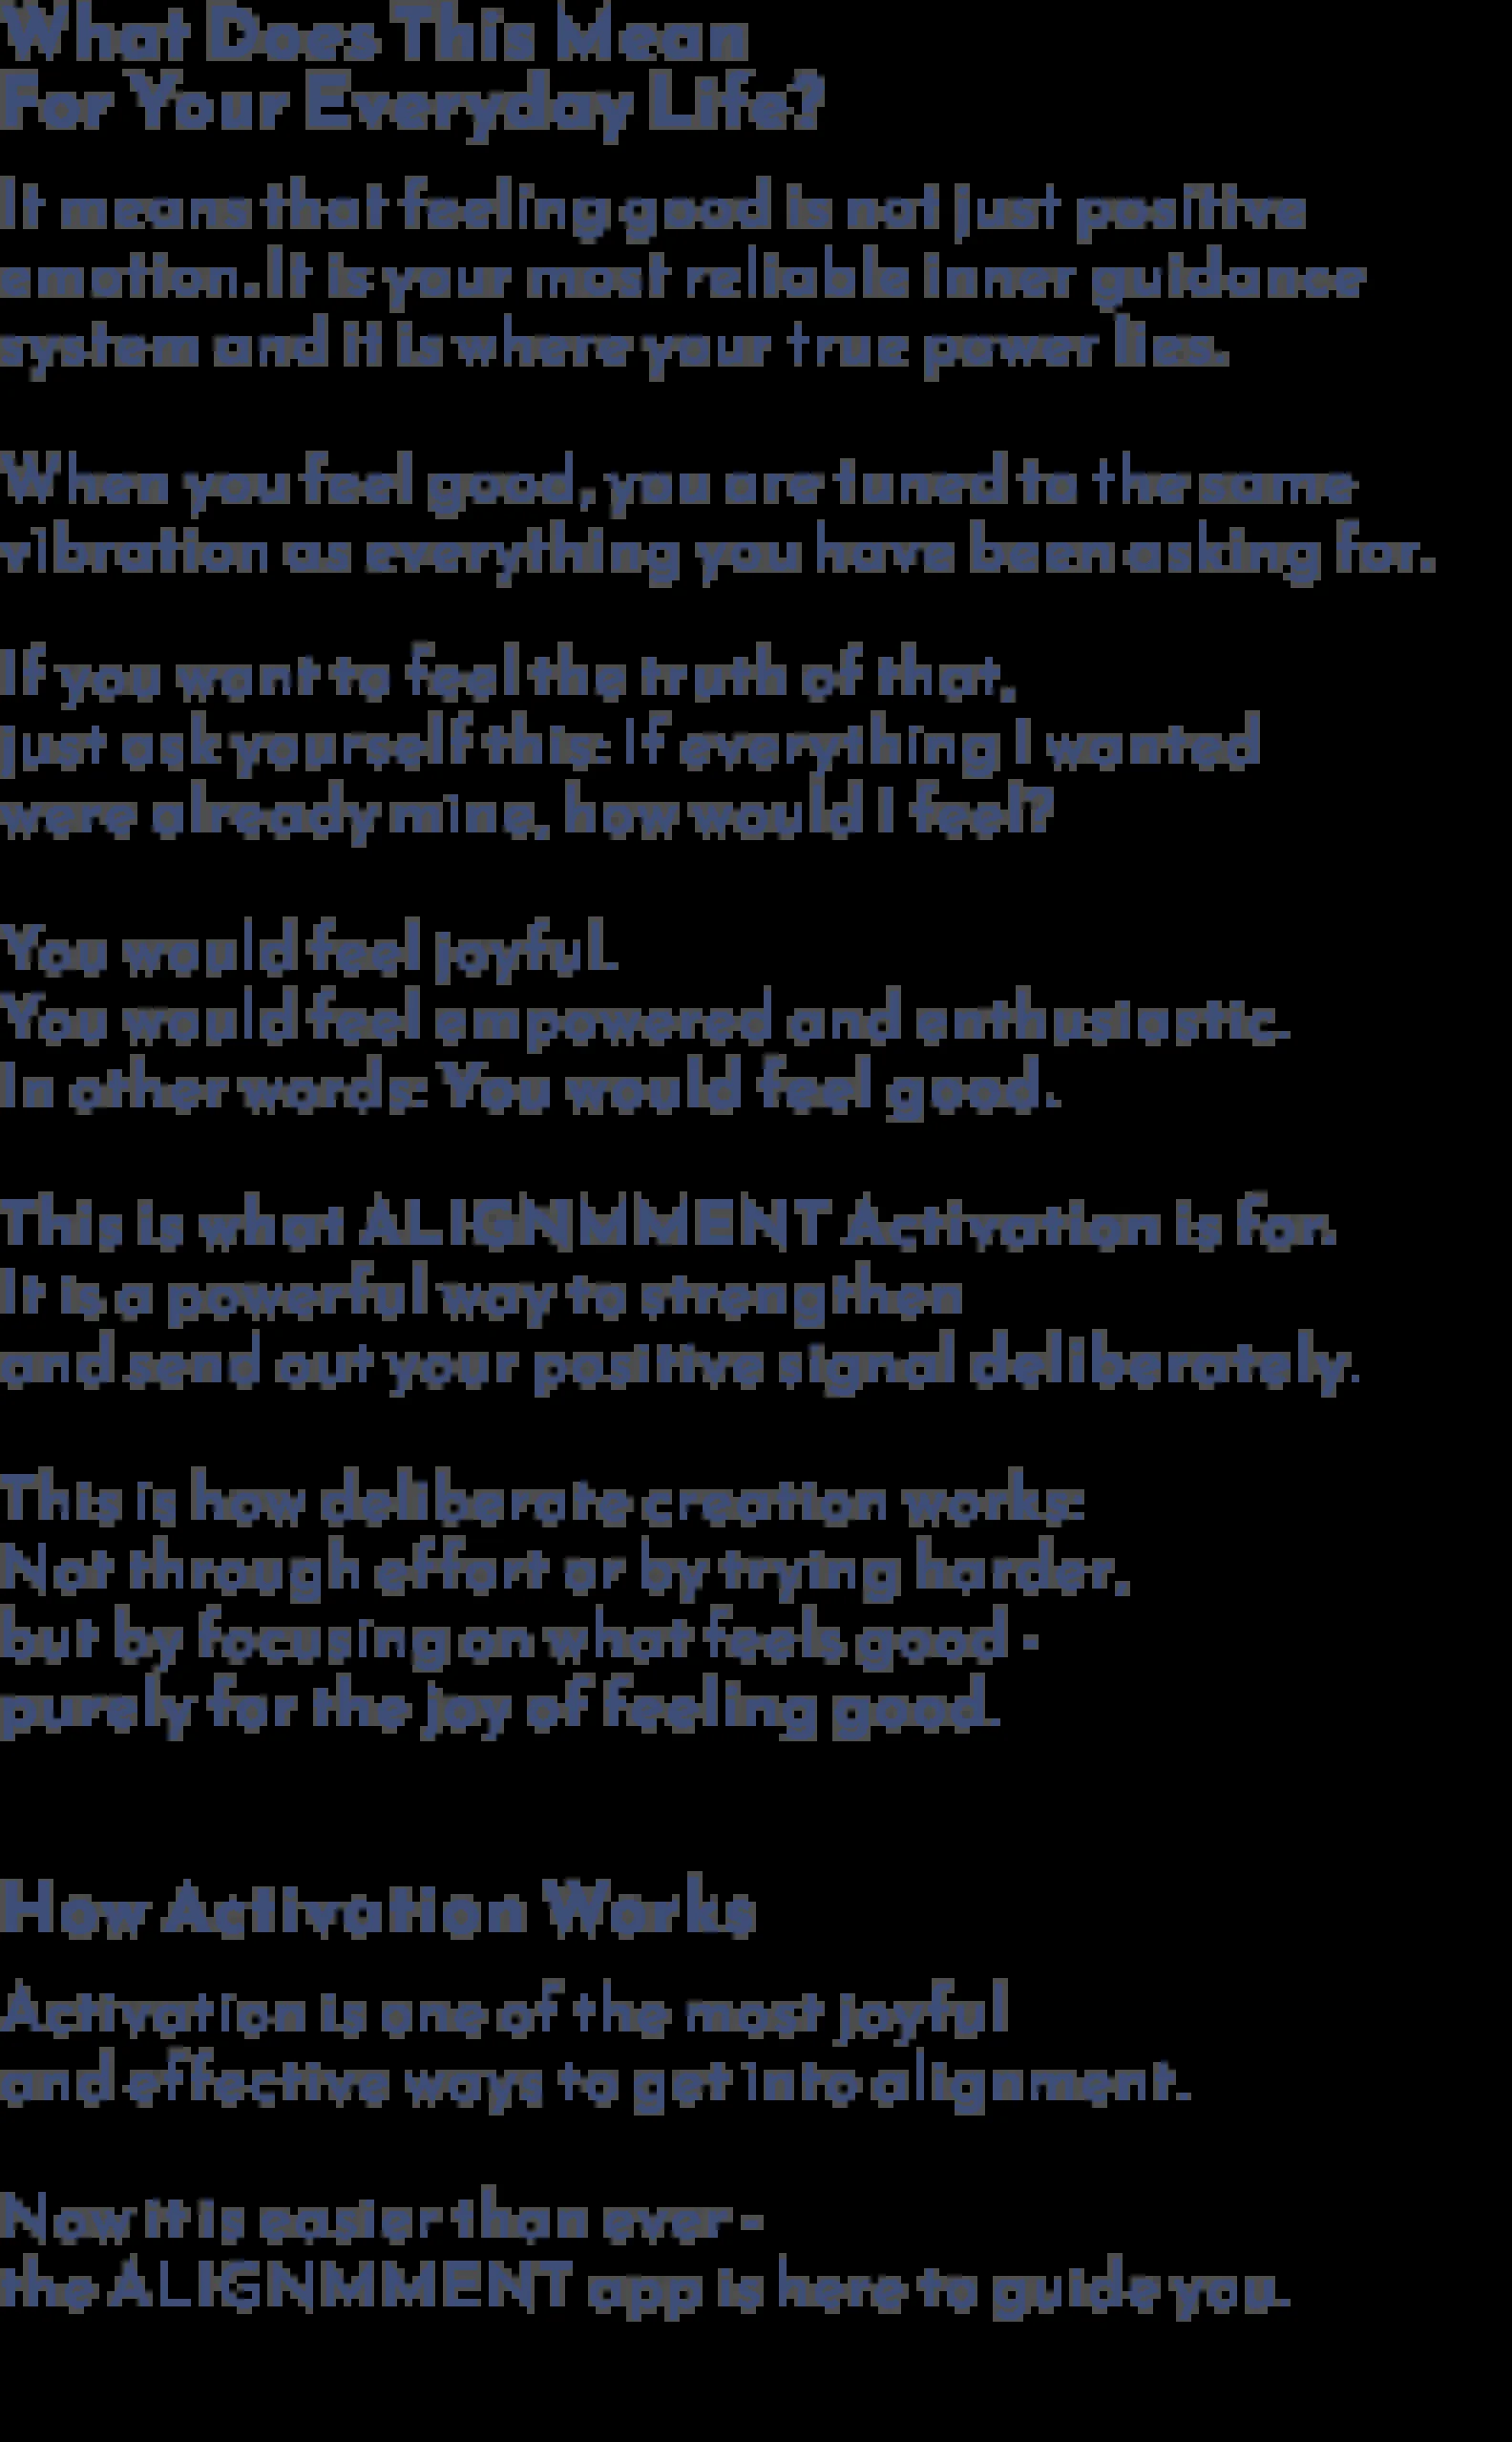 What Does This Mean
For Your Everyday Life?
It means that feeling good is not just positive
emotion. It is your most reliable inner guidance
system and it is where your true power lies.
When you feel good, you are tuned to the same
vibration as everything you have been asking for.
If you want to feel the truth of that,
just ask yourself this: If everything I wanted
were already mine, how would I feel?
You would feel joyful.
You would feel empowered and enthusiastic.
In other words: You would feel good.
This is what ALIGNMMENT Activation is for.
It is a powerful way to strengthen
and send out your positive signal deliberately.
This is how deliberate creation works:
Not through effort or by trying harder,
but by focusing on what feels good -
purely for the joy of feeling good.
How Activation Works
Activation is one of the most joyful
and effective ways to get into alignment.
Now it is easier than ever -
the ALIGNMMENT app is here to guide you.